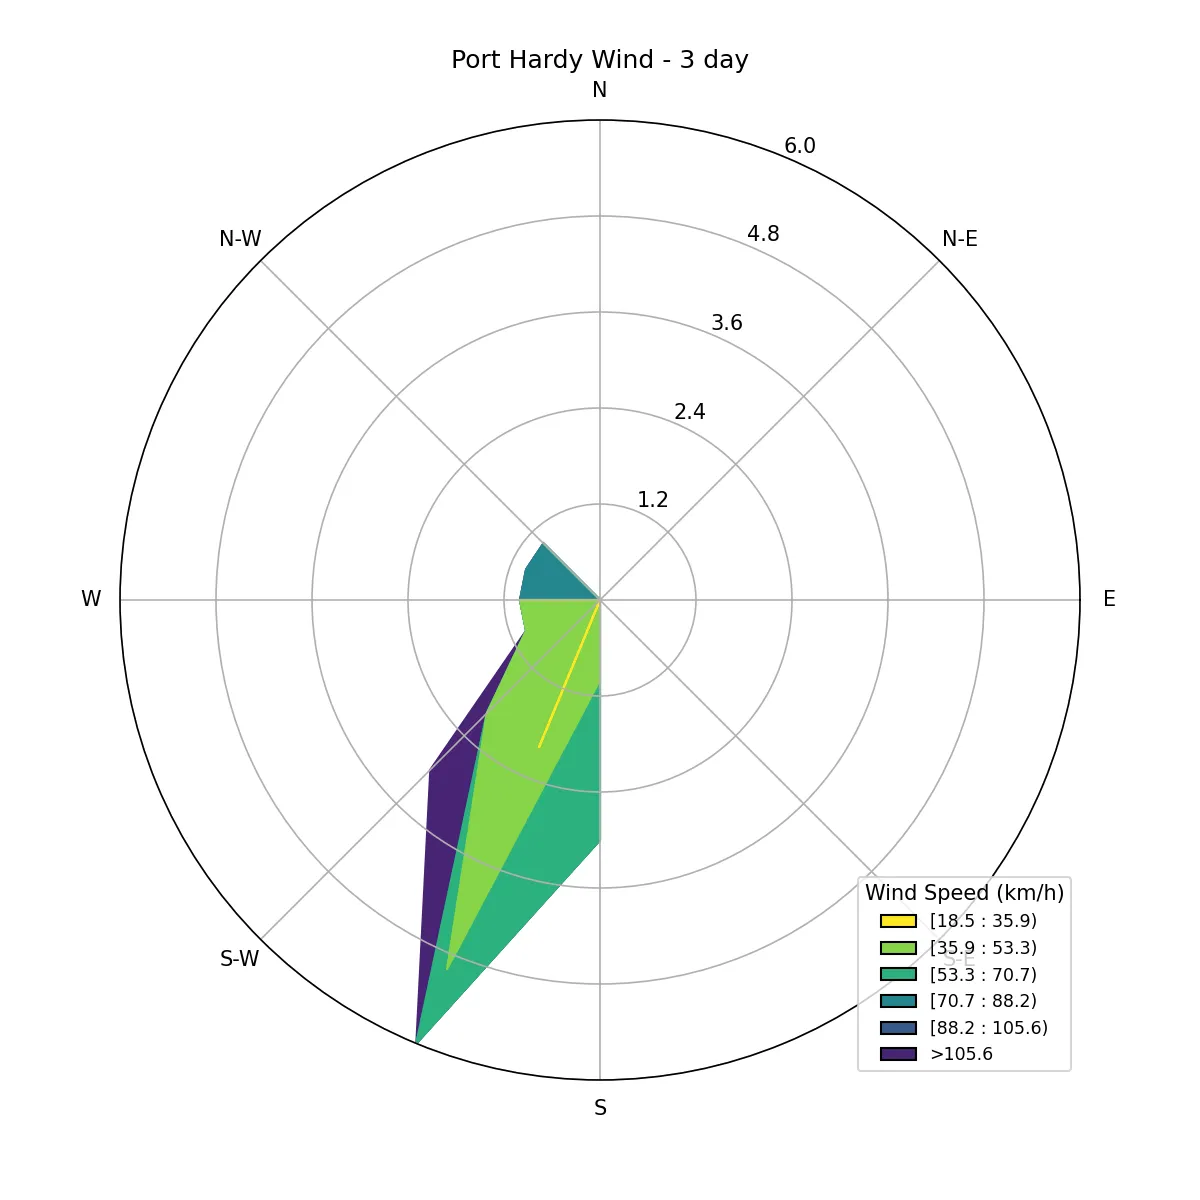 Port Hardy Wind - 3 day
N
6.0
N-W
N-E
4.8
3.6
2.4
1.2
W
E
S-W
S-E
S
Wind Speed (km/h)
[18.5 : 35.9)
[35.9 : 53.3)
[53.3 : 70.7)
[70.7 : 88.2)
[88.2 : 105.6)
>105.6